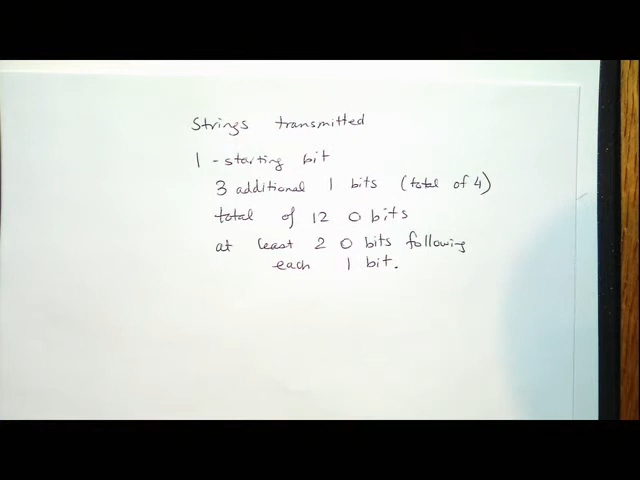 Strings transmitted
1 - starting bit
3 additional 1 bits (total of 4)
total of 12 0 bits
at least 2 0 bits following
each 1 bit.